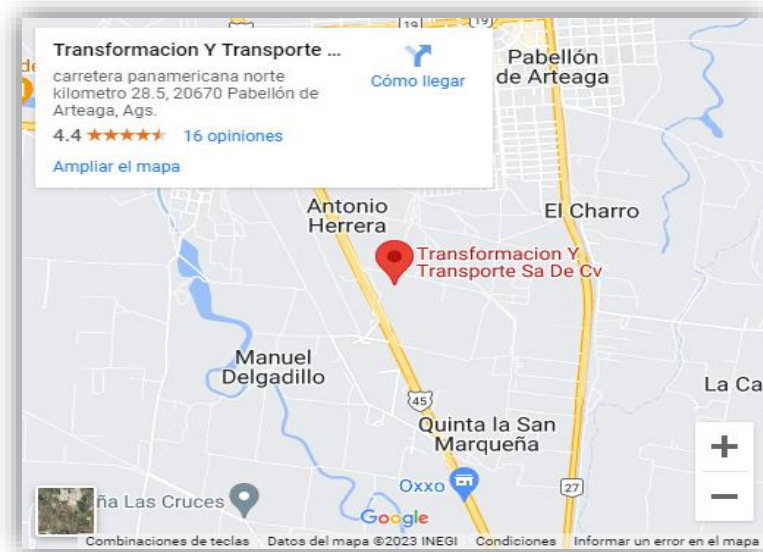 Transformacion Y Transporte ...
carretera panamericana norte
kilometro 28.5, 20670 Pabellón de
Arteaga, Ags.
4.4
16 opiniones
Ampliar el mapa
Cómo llegar
19
19
Pabellón
de Arteaga
Antonio
Herrera
El Charro
Transformacion Y
Transporte Sa De Cv
Manuel
Delgadillo
La Ca
45
Quinta la San
Marqueña
Oxxo
27
ña Las Cruces
Google
Combinaciones de teclas
Datos del mapa ©2023 INEGI
Condiciones
Informar un error en el mapa